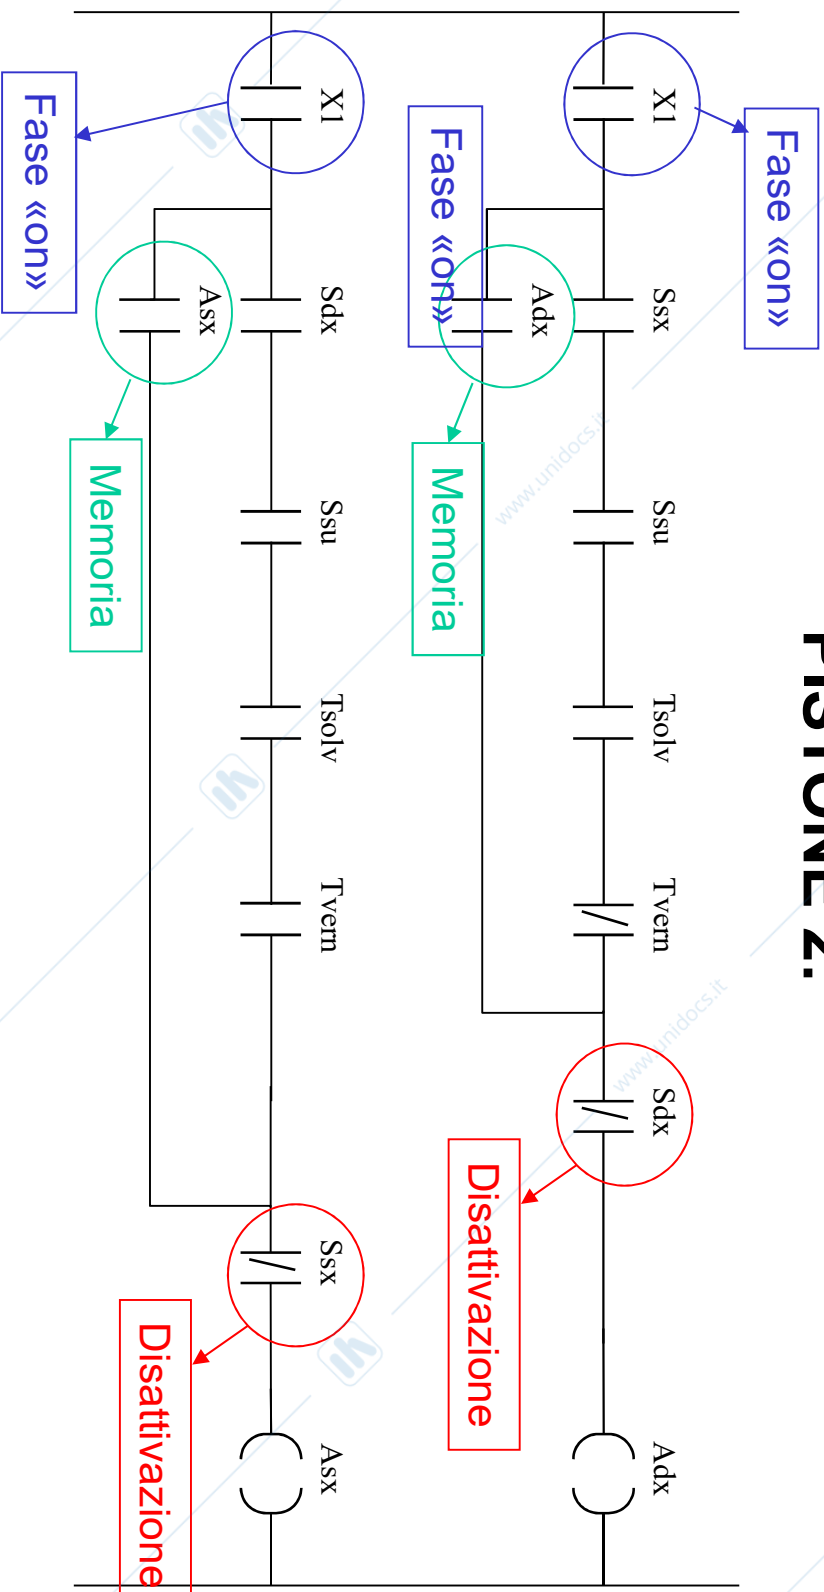 PISTONE 2.
Fase «on»
X1 Ssx Ssu Tsolv Tvern Sdx Adx
Adx
Fase «on» Memoria Disattivazione
X1 Sdx Ssu Tsolv Tvern Ssx Asx
Asx
Fase «on» Memoria Disattivazione
www.unidocs.it
www.unidocs.it